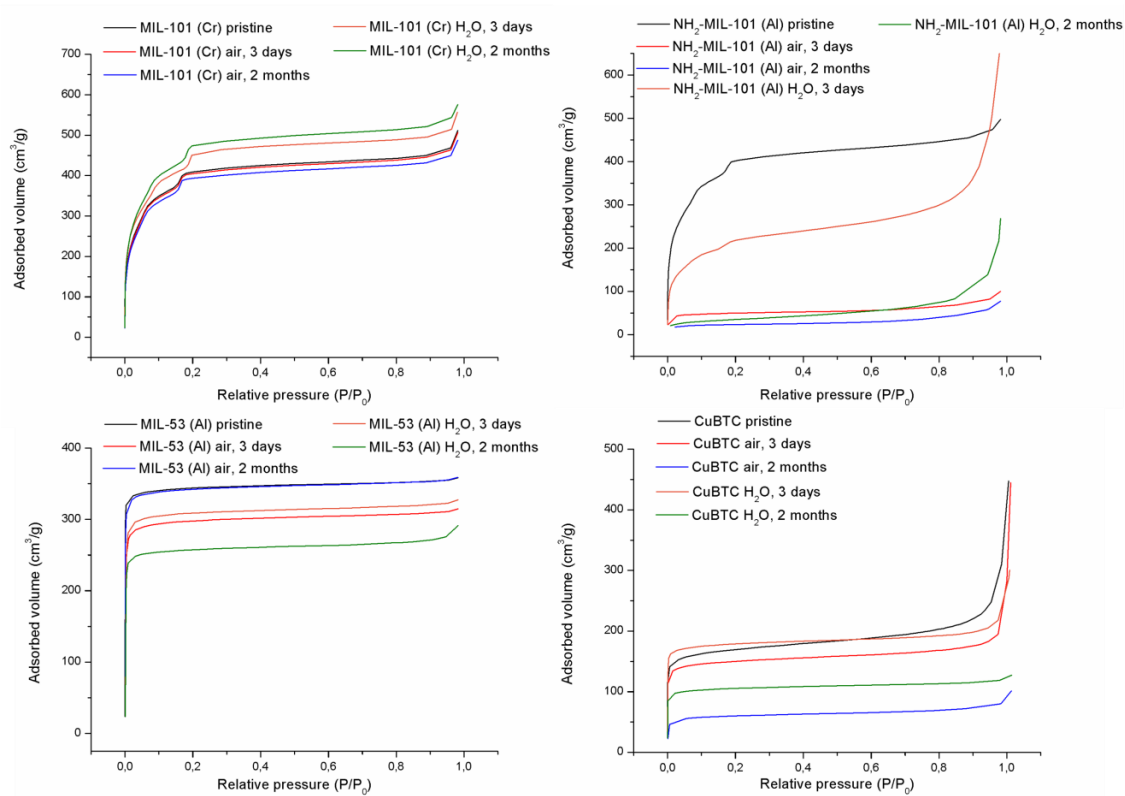 MIL-101 (Cr) pristine
MIL-101 (Cr) air, 3 days
MIL-101 (Cr) air, 2 months
MIL-101 (Cr) H₂O, 3 days
MIL-101 (Cr) H₂O, 2 months
Adsorbed volume (cm³/g)
700
600
500
400
300
200
100
0
0,0 0,2 0,4 0,6 0,8 1,0
Relative pressure (P/P₀)
NH₂-MIL-101 (Al) pristine
NH₂-MIL-101 (Al) air, 3 days
NH₂-MIL-101 (Al) air, 2 months
NH₂-MIL-101 (Al) H₂O, 3 days
NH₂-MIL-101 (Al) H₂O, 2 months
Adsorbed volume (cm³/g)
600
500
400
300
200
100
0
0,0 0,2 0,4 0,6 0,8 1,0
Relative pressure (P/P₀)
MIL-53 (Al) pristine
MIL-53 (Al) air, 3 days
MIL-53 (Al) air, 2 months
MIL-53 (Al) H₂O, 3 days
MIL-53 (Al) H₂O, 2 months
Adsorbed volume (cm³/g)
400
300
200
100
0
0,0 0,2 0,4 0,6 0,8 1,0
Relative pressure (P/P₀)
CuBTC pristine
CuBTC air, 3 days
CuBTC air, 2 months
CuBTC H₂O, 3 days
CuBTC H₂O, 2 months
Adsorbed volume (cm³/g)
500
400
300
200
100
0
0,0 0,2 0,4 0,6 0,8 1,0
Relative pressure (P/P₀)